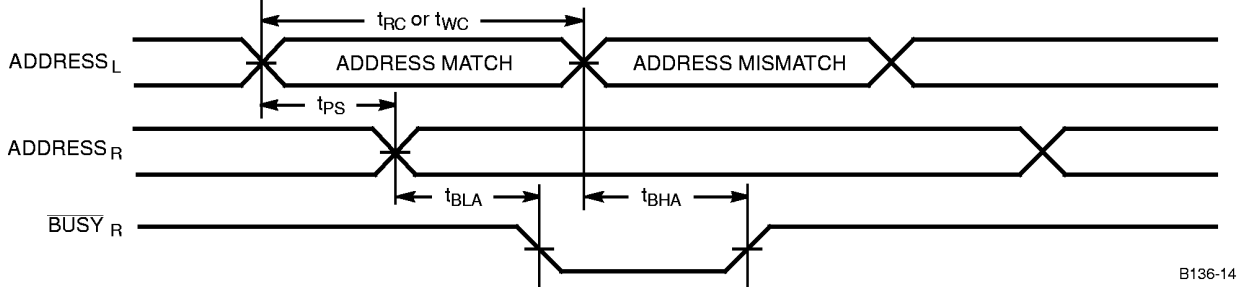 tRC or tWC
ADDRESSL ADDRESS MATCH ADDRESS MISMATCH
tPS
ADDRESSR
tBLA tBHA
BUSYR
B136-14